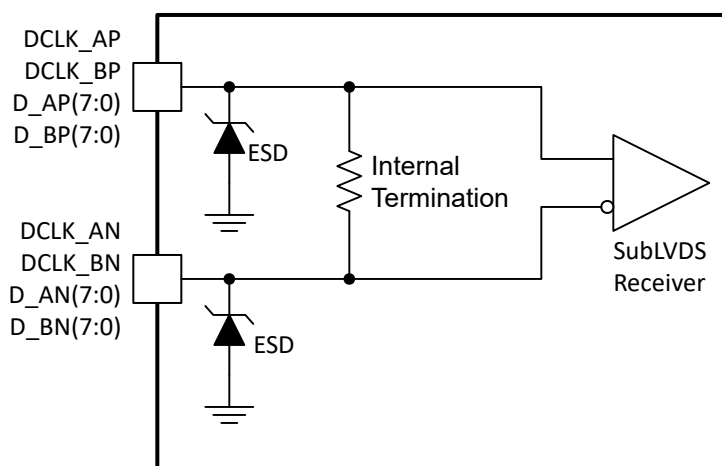 DCLK_AP
DCLK_BP
D_AP(7:0)
D_BP(7:0)
ESD
Internal
Termination
DCLK_AN
DCLK_BN
D_AN(7:0)
D_BN(7:0)
ESD
SubLVDS
Receiver